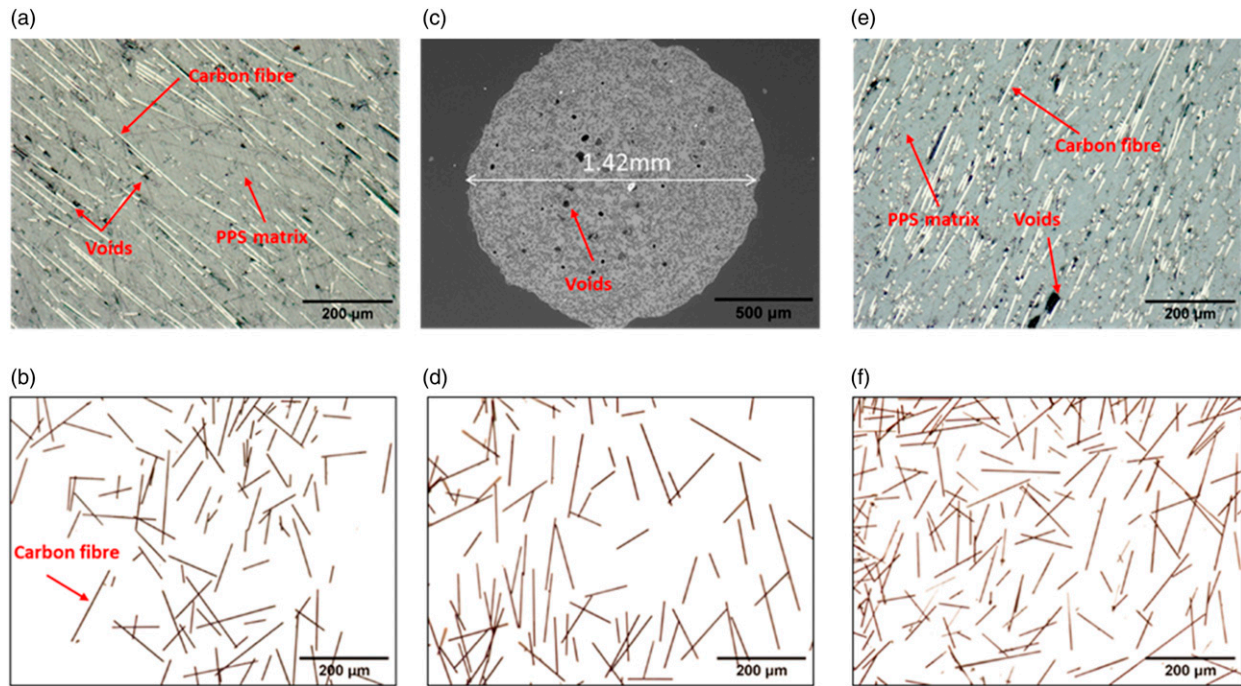 (a)
Carbon fibre
Voids
PPS matrix
200 µm
(c)
1.42mm
Voids
500 µm
(e)
Carbon fibre
PPS matrix
Voids
200 µm
(b)
Carbon fibre
200 µm
(d)
200 µm
(f)
200 µm